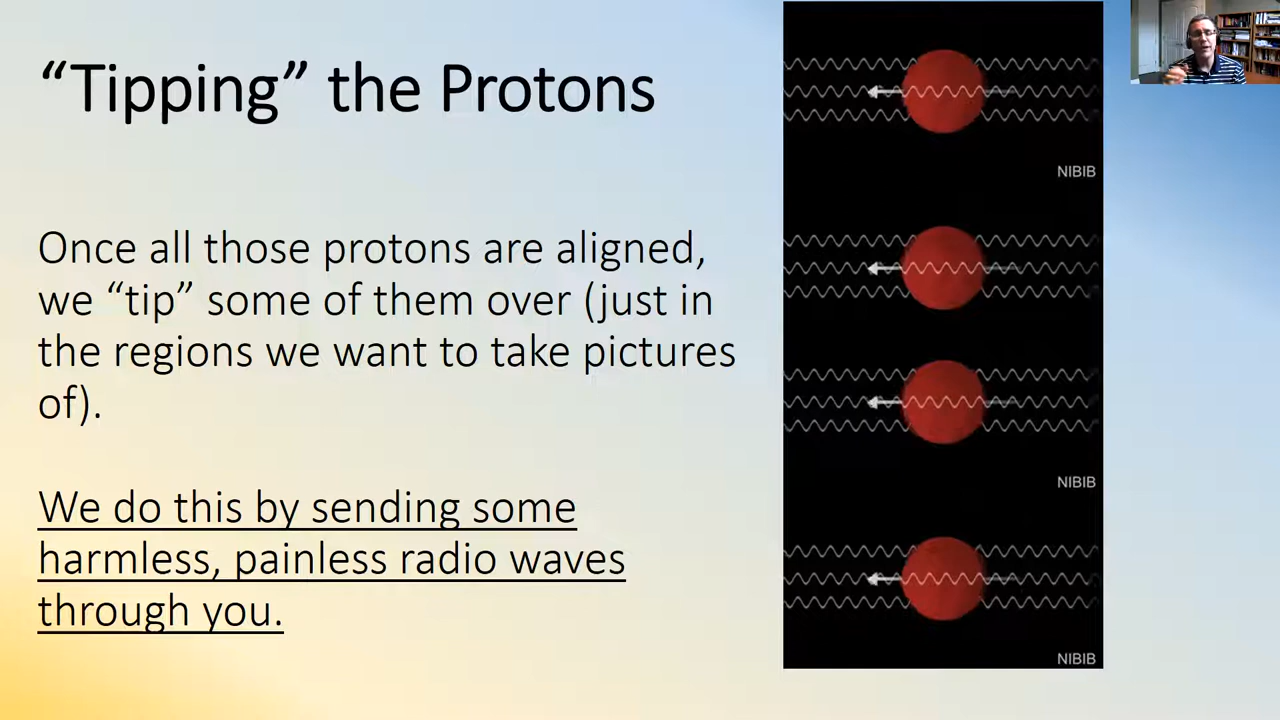 “Tipping” the Protons
Once all those protons are aligned,
we “tip” some of them over (just in
the regions we want to take pictures
of).
We do this by sending some
harmless, painless radio waves
through you.
NIBIB
NIBIB
NIBIB